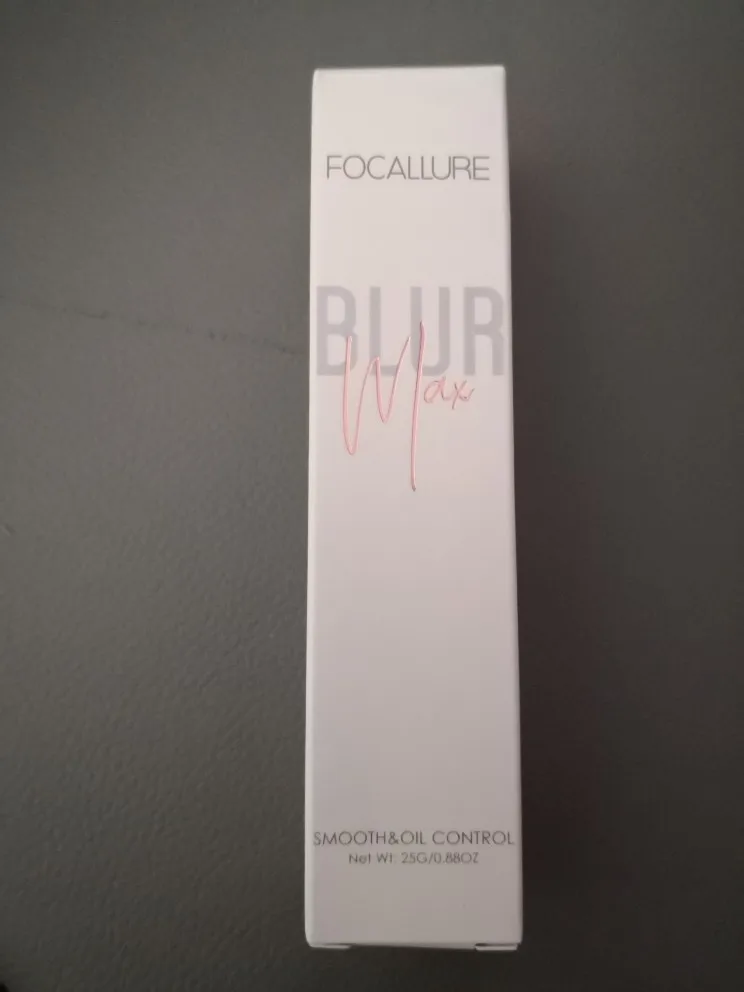 FOCALLURE
BLUR
Max
SMOOTH&OIL CONTROL
Net Wt: 25G/0.88OZ